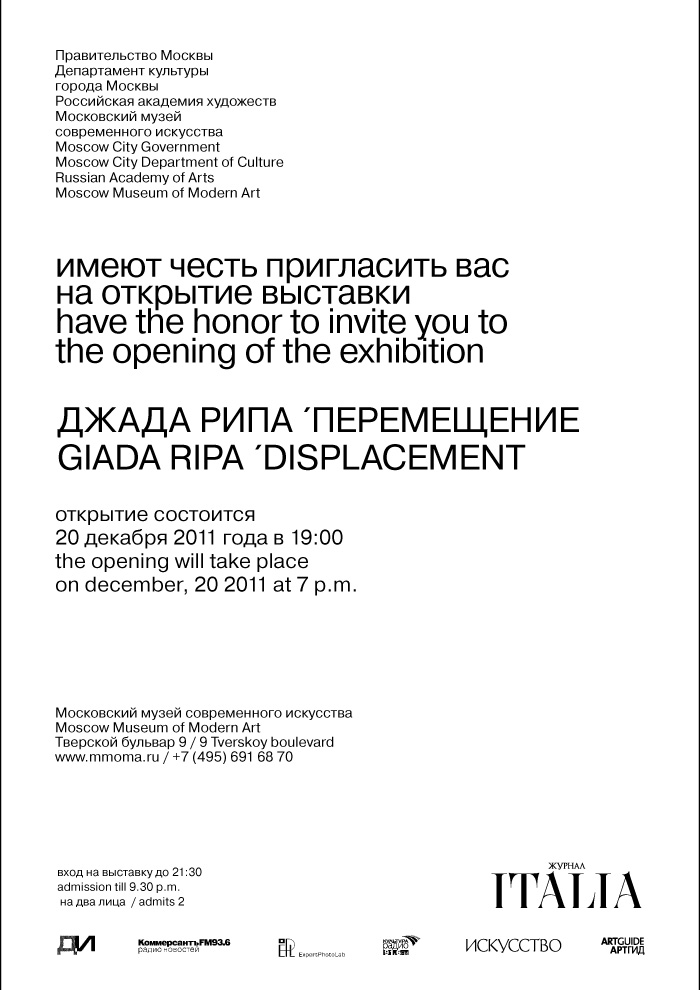 Правительство Москвы
Департамент культуры
города Москвы
Российская академия художеств
Московский музей
современного искусства
Moscow City Government
Moscow City Department of Culture
Russian Academy of Arts
Moscow Museum of Modern Art
имеют честь пригласить вас
на открытие выставки
have the honor to invite you to
the opening of the exhibition
ДЖАДА РИПА ´ПЕРЕМЕЩЕНИЕ
GIADA RIPA ´DISPLACEMENT
открытие состоится
20 декабря 2011 года в 19:00
the opening will take place
on december, 20 2011 at 7 p.m.
Московский музей современного искусства
Moscow Museum of Modern Art
Тверской бульвар 9 / 9 Tverskoy boulevard
www.mmoma.ru / +7 (495) 691 68 70
вход на выставку до 21:30
admission till 9.30 p.m.
на два лица / admits 2
ЖУРНАЛ
ITALIA
ДИ
КоммерсантъFM93.6
радио новостей
ExpertPhotoLab
КУЛЬТУРА
РАДИО
91.6
ИСКУССТВО
ARTGUIDE
АРТГИД